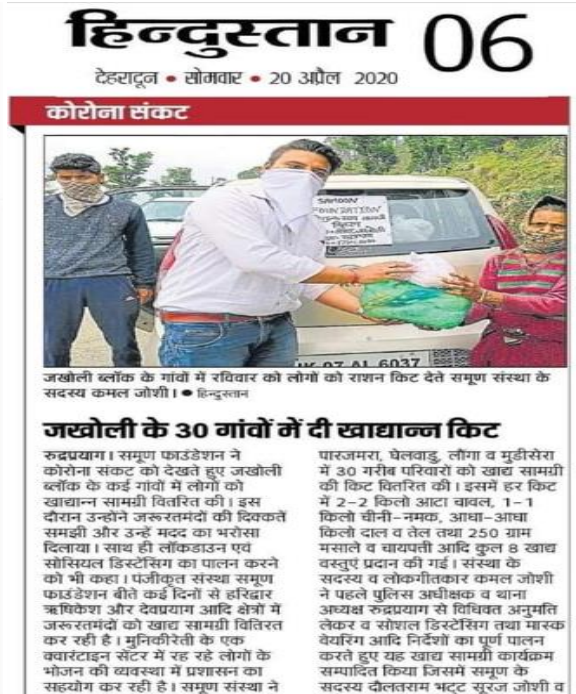 हिन्दुस्तान 06
देहरादून • सोमवार • 20 अप्रैल 2020
कोरोना संकट
SAMOON
FOUNDATION
UK 07 AL 6037
जखोली ब्लॉक के गांवों में रविवार को लोगों को राशन किट देते समूण संस्था के
सदस्य कमल जोशी। ● हिन्दुस्तान
जखोली के 30 गांवों में दी खाद्यान्न किट
रुद्रप्रयाग। समूण फाउंडेशन ने
कोरोना संकट को देखते हुए जखोली
ब्लॉक के कई गांवों में लोगों को
खाद्यान्न सामग्री वितरित की। इस
दौरान उन्होंने जरूरतमंदों की दिक्कतें
समझी और उन्हें मदद का भरोसा
दिलाया। साथ ही लॉकडाउन एवं
सोसियल डिस्टेंसिंग का पालन करने
को भी कहा। पंजीकृत संस्था समूण
फाउंडेशन बीते कई दिनों से हरिद्वार
ऋषिकेश और देवप्रयाग आदि क्षेत्रों में
जरूरतमंदों को खाद्य सामग्री वितिरत
कर रही है। मुनिकीरेती के एक
क्वारंटाइन सेंटर में रह रहे लोगों के
भोजन की व्यवस्था में प्रशासन का
सहयोग कर रही है। समूण संस्था ने
पारजमरा, घेलवाडु, लौंगा व मुडीसेरा
में 30 गरीब परिवारों को खाद्य सामग्री
की किट वितरित की। इसमें हर किट
में 2-2 किलो आटा चावल, 1-1
किलो चीनी-नमक, आधा-आधा
किलो दाल व तेल तथा 250 ग्राम
मसाले व चायपत्ती आदि कुल 8 खाद्य
वस्तुएं प्रदान की गई। संस्था के
सदस्य व लोकगीतकार कमल जोशी
ने पहले पुलिस अधीक्षक व थाना
अध्यक्ष रुद्रप्रयाग से विधिवत अनुमति
लेकर व सोशल डिस्टेंसिग तथा मास्क
वेयरिंग आदि निर्देशों का पूर्ण पालन
करते हुए यह खाद्य सामाग्री कार्यक्रम
सम्पादित किया जिसमें समूण के
सदस्य दौलतराम भट्ट सूरज जोशी व